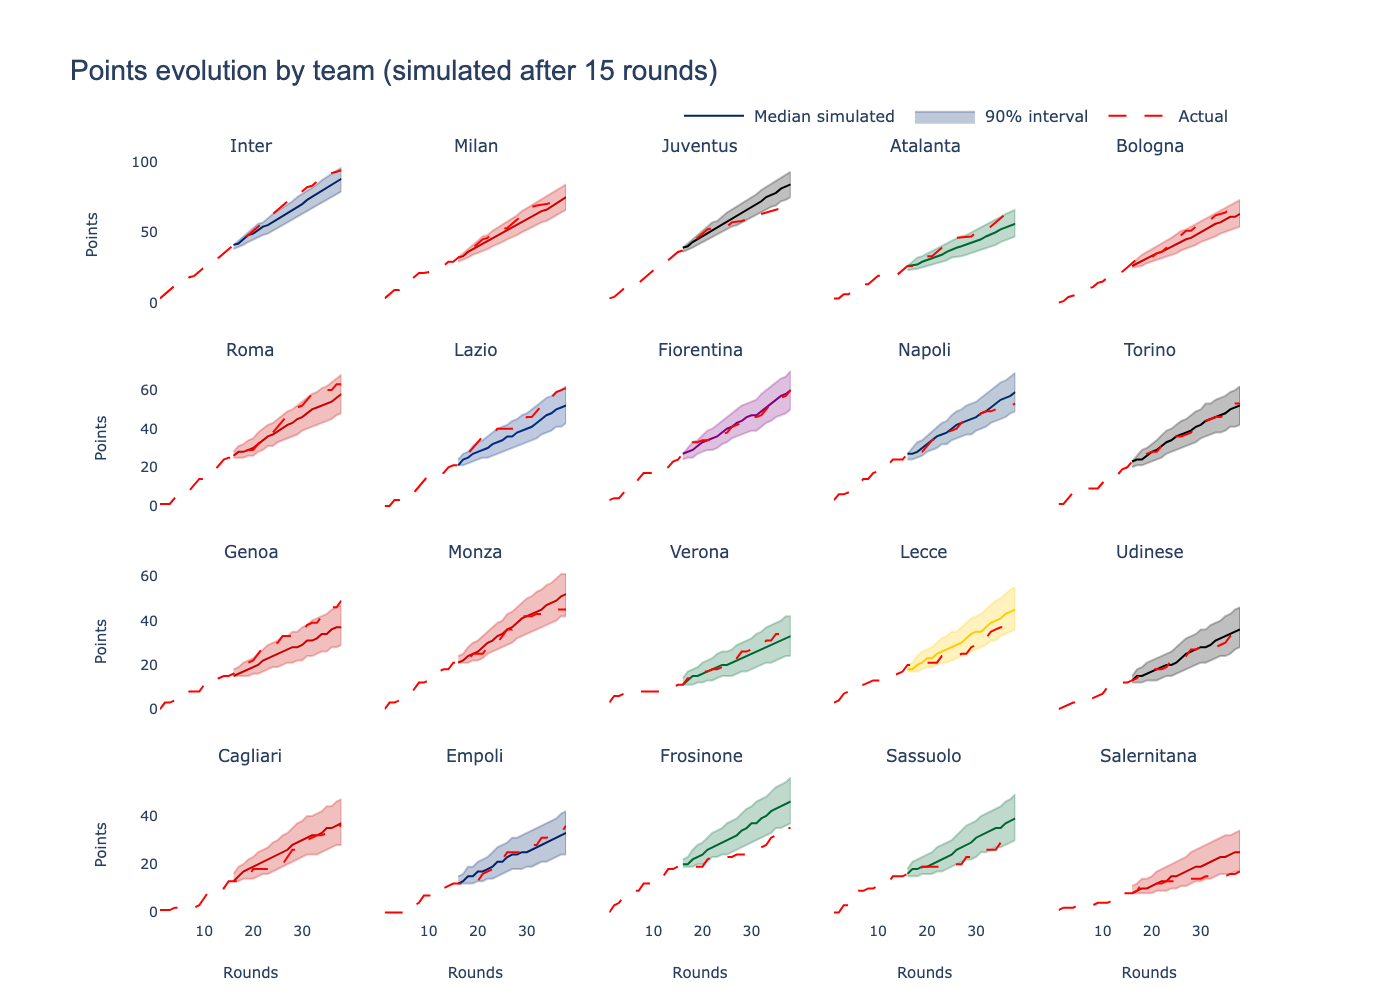 Points evolution by team (simulated after 15 rounds)
Median simulated 90% interval Actual
Inter Milan Juventus Atalanta Bologna
100
50
0
Points
Roma Lazio Fiorentina Napoli Torino
60
40
20
0
Points
Genoa Monza Verona Lecce Udinese
60
40
20
0
Points
Cagliari Empoli Frosinone Sassuolo Salernitana
40
20
0
Points
10 20 30 10 20 30 10 20 30 10 20 30 10 20 30
Rounds Rounds Rounds Rounds Rounds